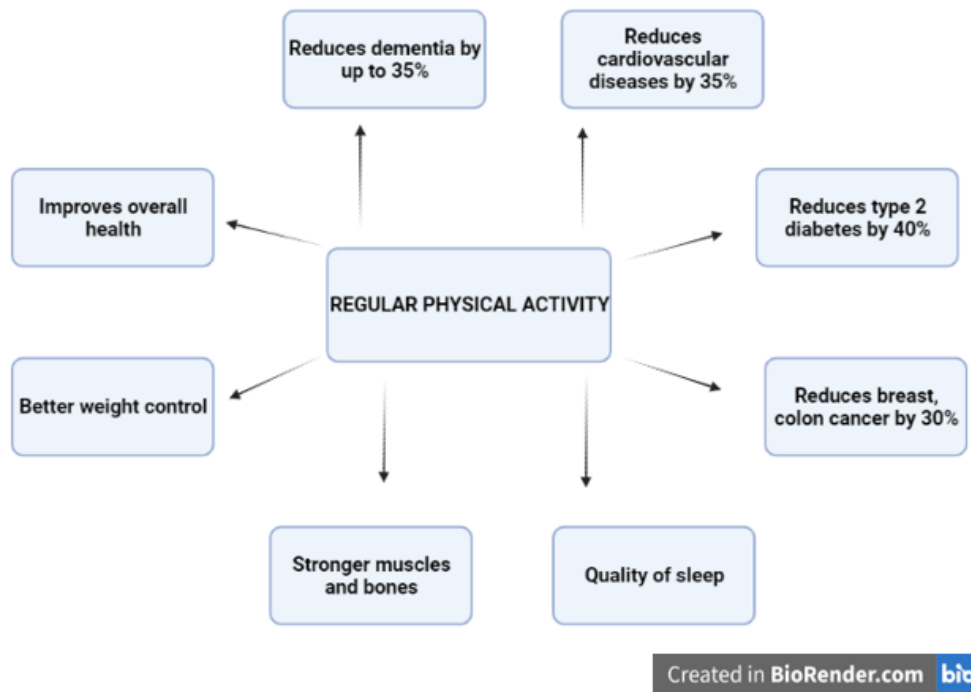 Reduces dementia by
up to 35%
Reduces
cardiovascular
diseases by 35%
Improves overall
health
Reduces type 2
diabetes by 40%
REGULAR PHYSICAL ACTIVITY
Better weight control
Reduces breast,
colon cancer by 30%
Stronger muscles
and bones
Quality of sleep
Created in BioRender.com
bio